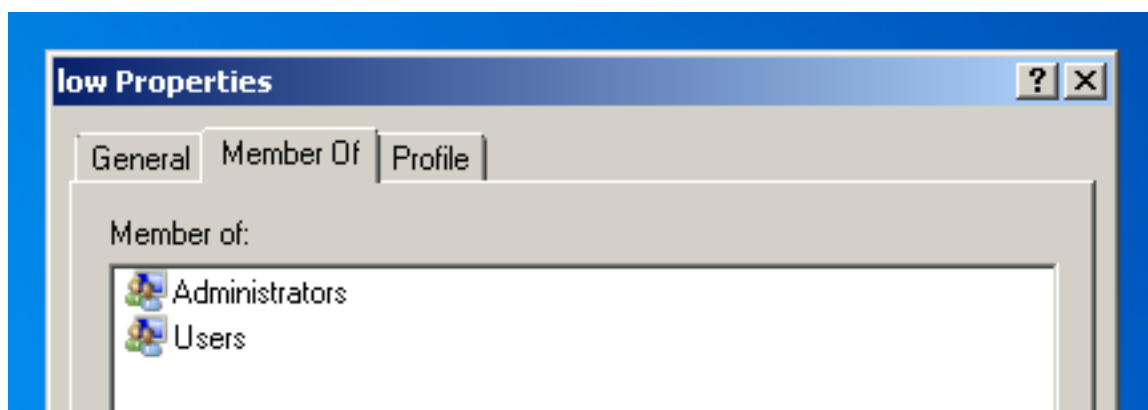 low Properties
?
General Member Of Profile
Member of:
Administrators
Users